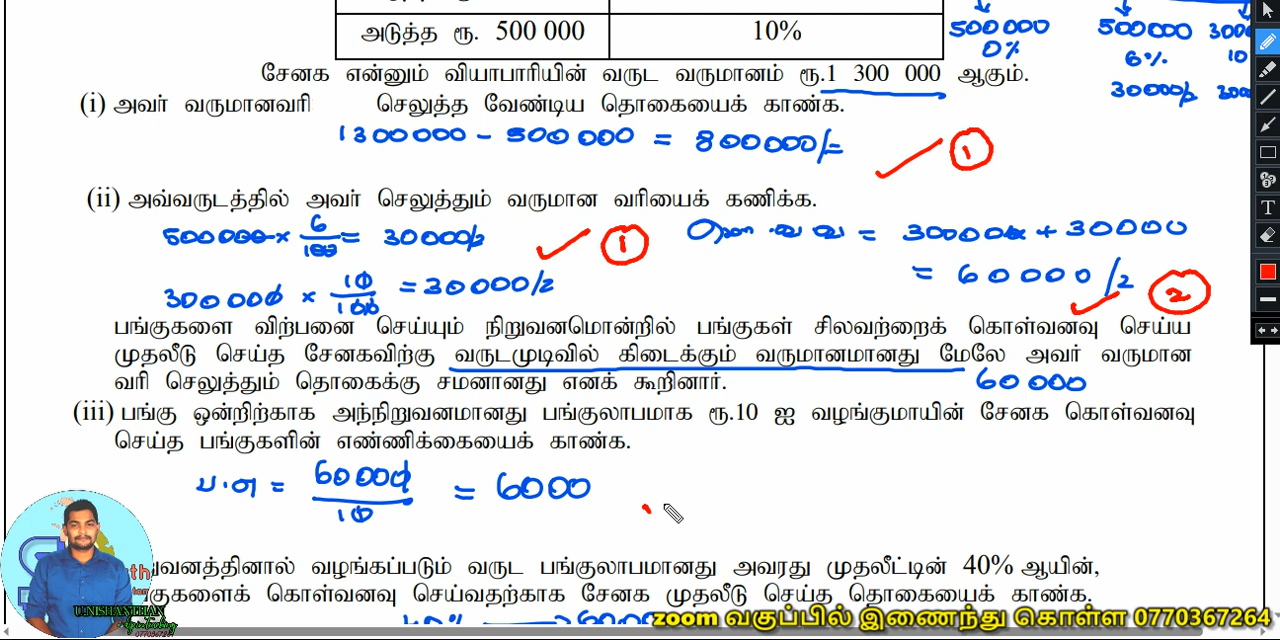 அடுத்த ரூ. 500 000 10%
500000 500000
0% 6% 10
30000/=
சேனக என்னும் வியாபாரியின் வருட வருமானம் ரூ.1 300 000 ஆகும்.
(i) அவர் வருமானவரி செலுத்த வேண்டிய தொகையைக் காண்க.
1300000 - 500000 = 800000/=
1
(ii) அவ்வருடத்தில் அவர் செலுத்தும் வருமான வரியைக் கணிக்க.
500000 × 6/100 = 30000/=
1
= 30000 + 30000
300000 × 10/100 = 30000/=
= 60000/=
2
பங்குகளை விற்பனை செய்யும் நிறுவனமொன்றில் பங்குகள் சிலவற்றைக் கொள்வனவு செய்ய
முதலீடு செய்த சேனகவிற்கு வருடமுடிவில் கிடைக்கும் வருமானமானது மேலே அவர் வருமான
வரி செலுத்தும் தொகைக்கு சமனானது எனக் கூறினார்.
60000
(iii) பங்கு ஒன்றிற்காக அந்நிறுவனமானது பங்குலாபமாக ரூ.10 ஐ வழங்குமாயின் சேனக கொள்வனவு
செய்த பங்குகளின் எண்ணிக்கையைக் காண்க.
ப.எ = 60000/10 = 6000
வனத்தினால் வழங்கப்படும் வருட பங்குலாபமானது அவரது முதலீட்டின் 40% ஆயின்,
குகளைக் கொள்வனவு செய்வதற்காக சேனக முதலீடு செய்த தொகையைக் காண்க.
U.NISHANTHAN
0770367264
zoom வகுப்பில் இணைந்து கொள்ள 0770367264